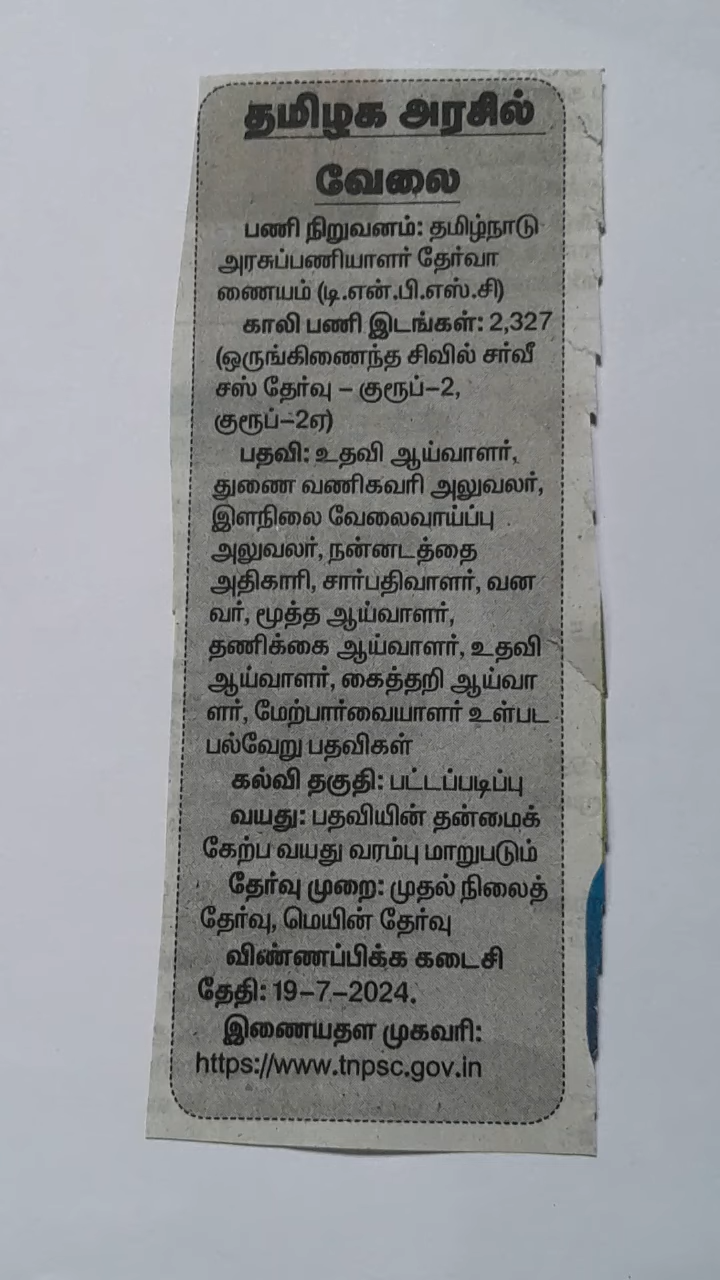 தமிழக அரசில்
வேலை
பணி நிறுவனம்: தமிழ்நாடு
அரசுப்பணியாளர் தேர்வா
ணையம் (டி.என்.பி.எஸ்.சி)
காலி பணி இடங்கள்: 2,327
(ஒருங்கிணைந்த சிவில் சர்வீ
சஸ் தேர்வு – குரூப்–2,
குரூப்–2ஏ)
பதவி: உதவி ஆய்வாளர்,
துணை வணிகவரி அலுவலர்,
இளநிலை வேலைவாய்ப்பு
அலுவலர், நன்னடத்தை
அதிகாரி, சார்பதிவாளர், வன
வர், மூத்த ஆய்வாளர்,
தணிக்கை ஆய்வாளர், உதவி
ஆய்வாளர், கைத்தறி ஆய்வா
ளர், மேற்பார்வையாளர் உள்பட
பல்வேறு பதவிகள்
கல்வி தகுதி: பட்டப்படிப்பு
வயது: பதவியின் தன்மைக்
கேற்ப வயது வரம்பு மாறுபடும்
தேர்வு முறை: முதல் நிலைத்
தேர்வு, மெயின் தேர்வு
விண்ணப்பிக்க கடைசி
தேதி: 19–7–2024.
இணையதள முகவரி:
https://www.tnpsc.gov.in